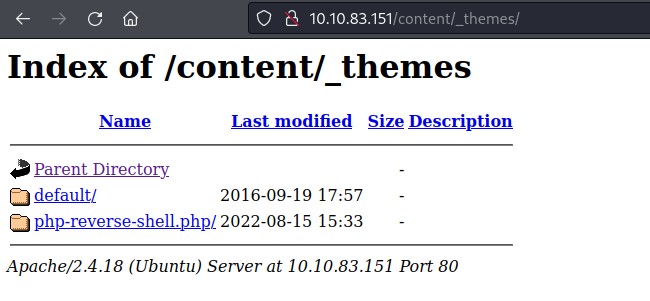 10.10.83.151/content/_themes/
Index of /content/_themes
Name Last modified Size Description
Parent Directory -
default/ 2016-09-19 17:57 -
php-reverse-shell.php/ 2022-08-15 15:33 -
Apache/2.4.18 (Ubuntu) Server at 10.10.83.151 Port 80